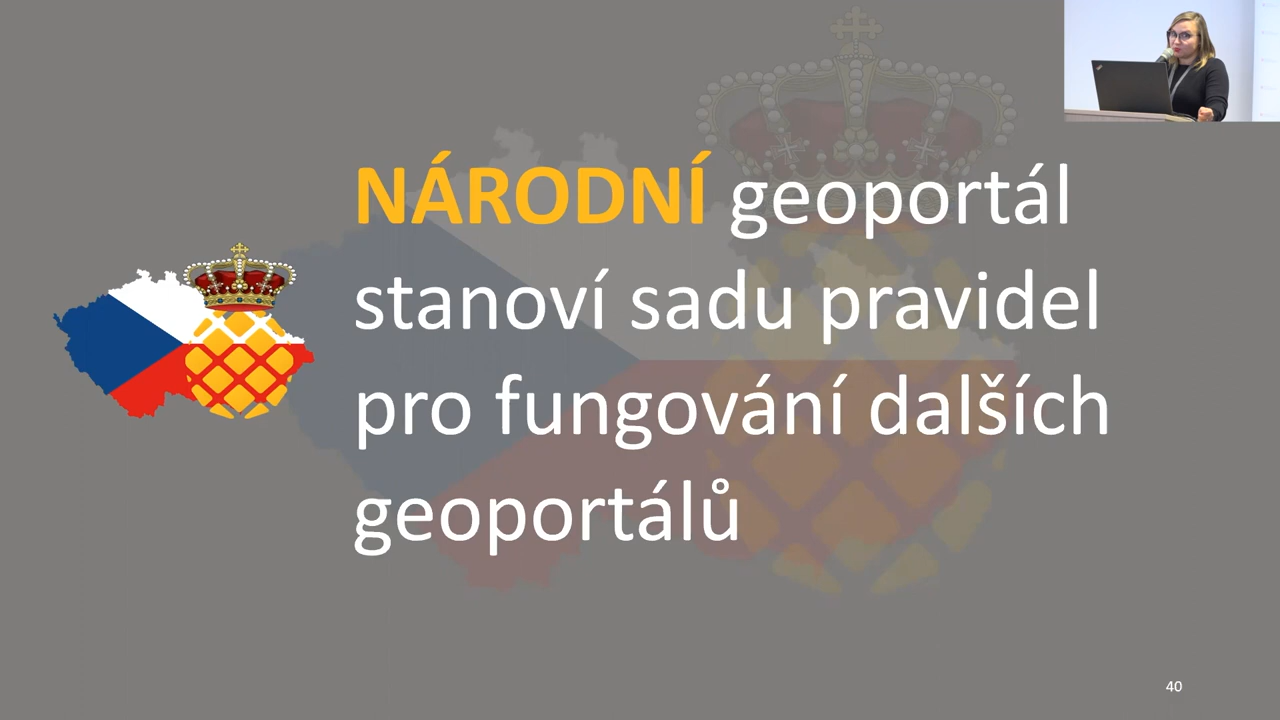 NÁRODNÍ geoportál
stanoví sadu pravidel
pro fungování dalších
geoportálů
40